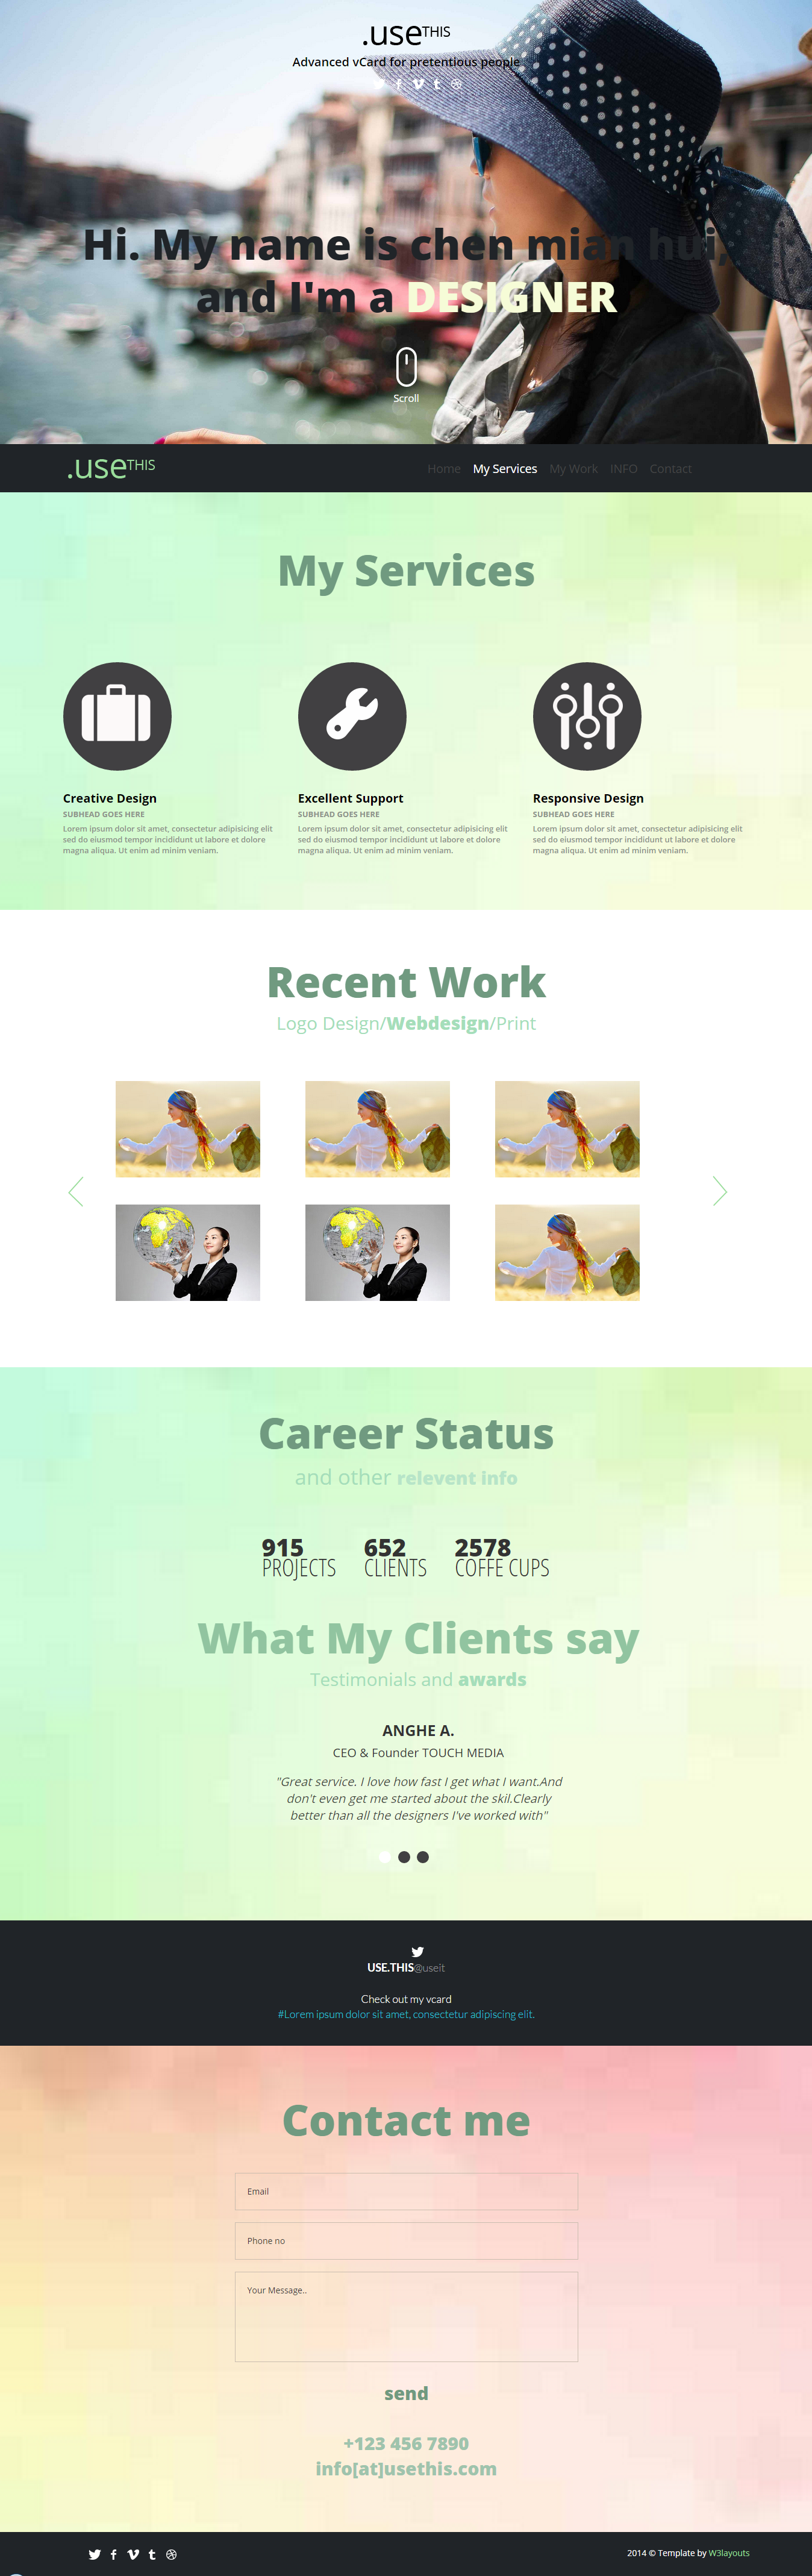 .useTHIS
Advanced vCard for pretentious people
Hi. My name is chen mian hui,
and I'm a DESIGNER
Scroll
.useTHIS
Home My Services My Work INFO Contact
My Services
Creative Design
SUBHEAD GOES HERE
Lorem ipsum dolor sit amet, consectetur adipisicing elit
sed do eiusmod tempor incididunt ut labore et dolore
magna aliqua. Ut enim ad minim veniam.
Excellent Support
SUBHEAD GOES HERE
Lorem ipsum dolor sit amet, consectetur adipisicing elit
sed do eiusmod tempor incididunt ut labore et dolore
magna aliqua. Ut enim ad minim veniam.
Responsive Design
SUBHEAD GOES HERE
Lorem ipsum dolor sit amet, consectetur adipisicing elit
sed do eiusmod tempor incididunt ut labore et dolore
magna aliqua. Ut enim ad minim veniam.
Recent Work
Logo Design/Webdesign/Print
Career Status
and other relevent info
915 652 2578
PROJECTS CLIENTS COFFE CUPS
What My Clients say
Testimonials and awards
ANGHE A.
CEO & Founder TOUCH MEDIA
"Great service. I love how fast I get what I want.And
don't even get me started about the skil.Clearly
better than all the designers I've worked with"
USE.THIS@useit
Check out my vcard
#Lorem ipsum dolor sit amet, consectetur adipiscing elit.
Contact me
Email
Phone no
Your Message..
send
+123 456 7890
info[at]usethis.com
2014 © Template by W3layouts